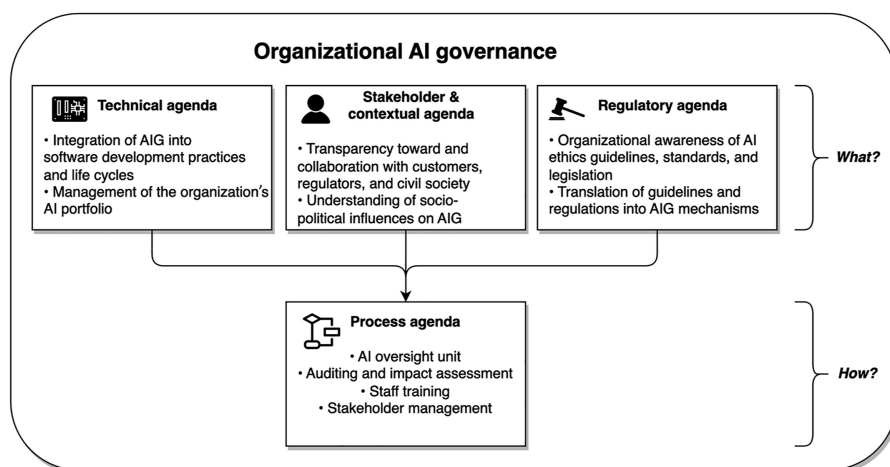 Organizational AI governance
Technical agenda
• Integration of AIG into
software development practices
and life cycles
• Management of the organization's
AI portfolio
Stakeholder &
contextual agenda
• Transparency toward and
collaboration with customers,
regulators, and civil society
• Understanding of socio-
political influences on AIG
Regulatory agenda
• Organizational awareness of AI
ethics guidelines, standards, and
legislation
• Translation of guidelines and
regulations into AIG mechanisms
What?
Process agenda
• AI oversight unit
• Auditing and impact assessment
• Staff training
• Stakeholder management
How?